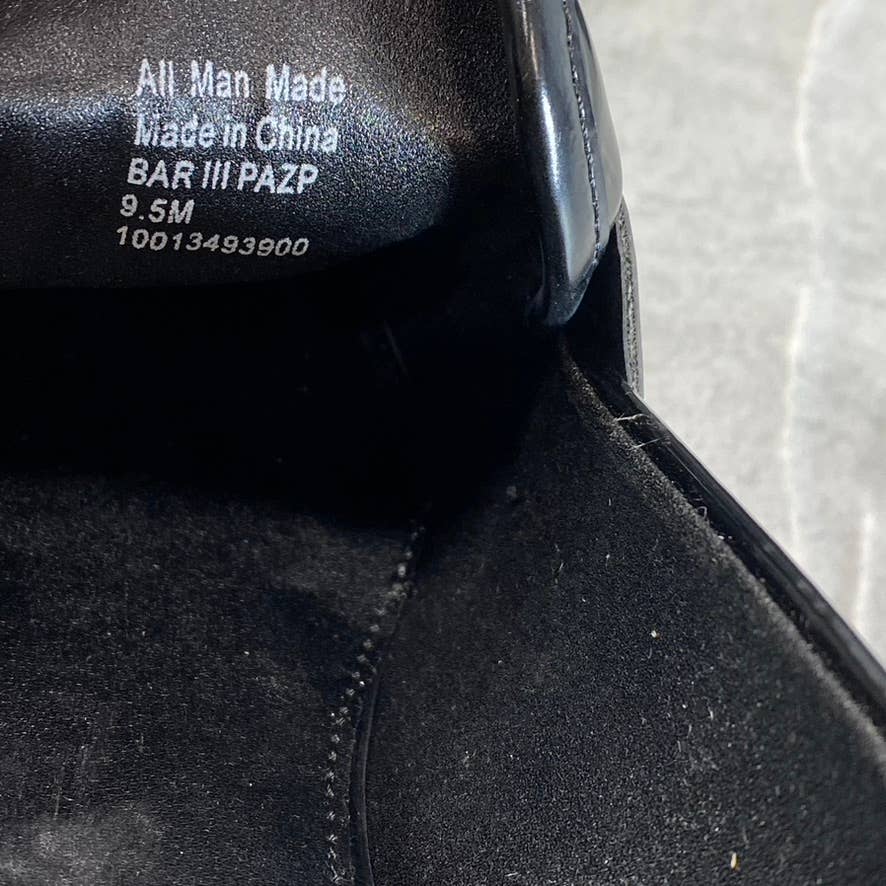 All Man Made
Made in China
BAR III PAZP
9.5M
10013493900